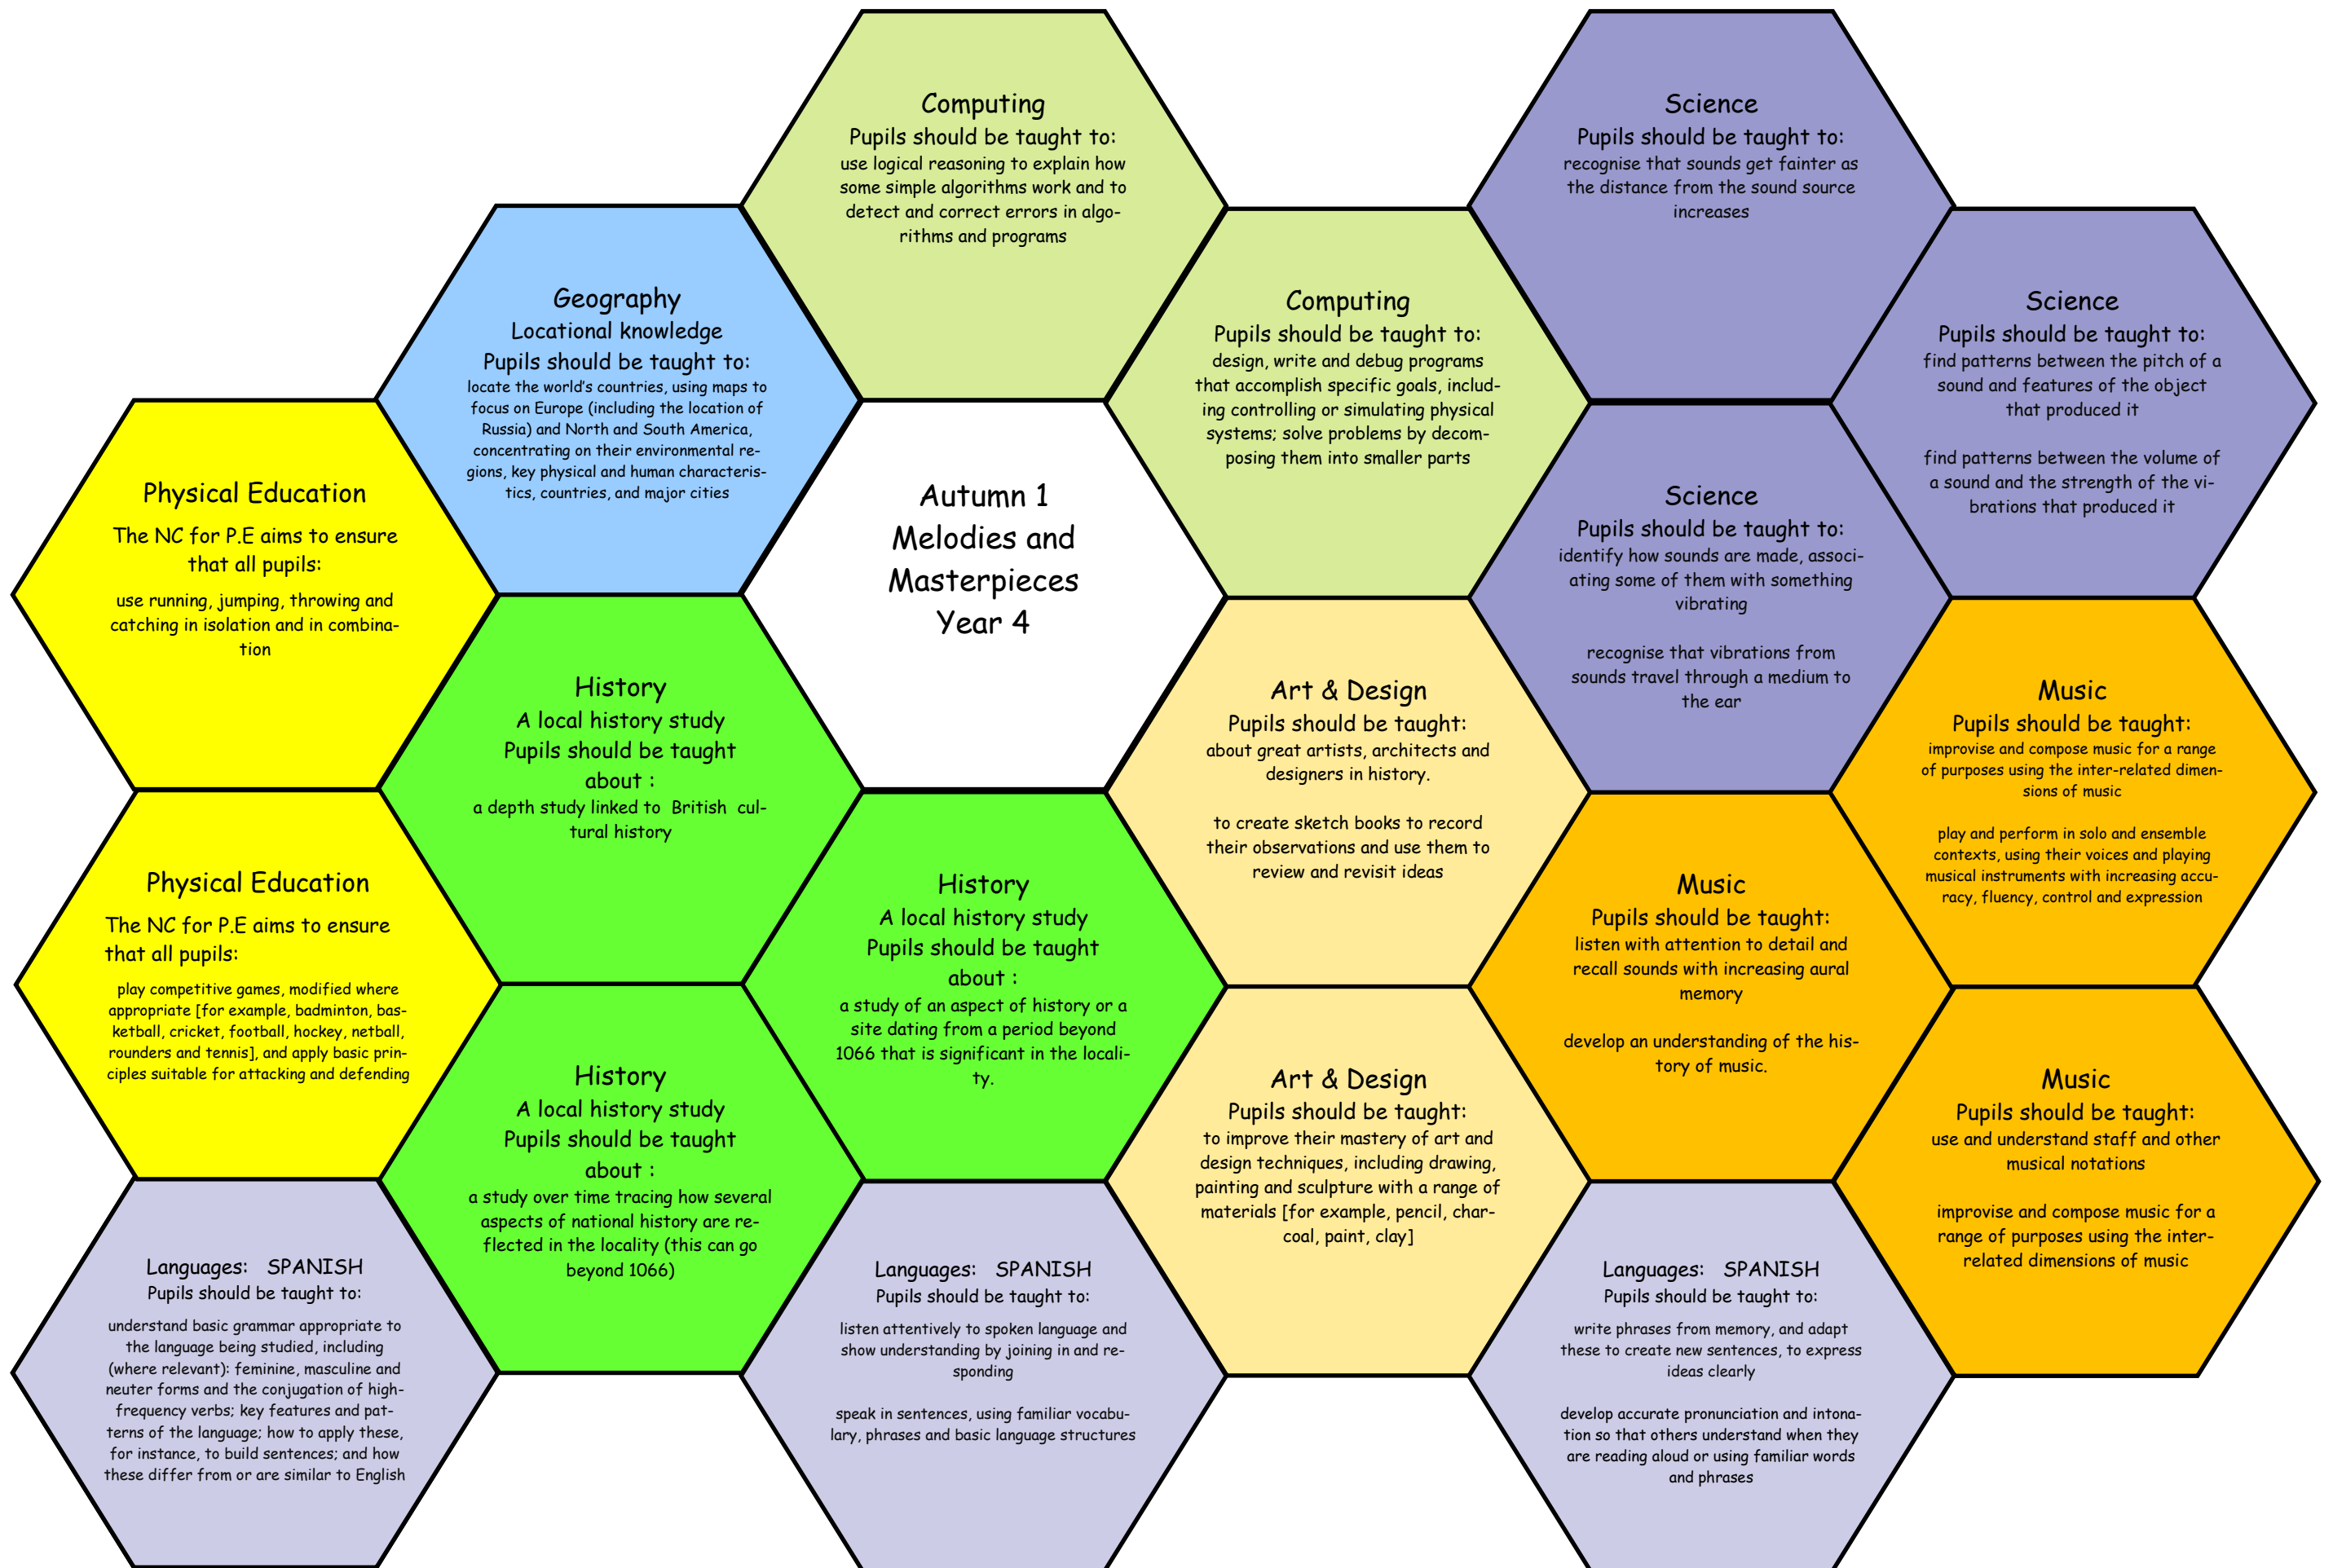 Computing
Pupils should be taught to:
use logical reasoning to explain how
some simple algorithms work and to
detect and correct errors in algo-
rithms and programs
Science
Pupils should be taught to:
recognise that sounds get fainter as
the distance from the sound source
increases
Geography
Locational knowledge
Pupils should be taught to:
locate the world's countries, using maps to
focus on Europe (including the location of
Russia) and North and South America,
concentrating on their environmental re-
gions, key physical and human characteris-
tics, countries, and major cities
Computing
Pupils should be taught to:
design, write and debug programs
that accomplish specific goals, includ-
ing controlling or simulating physical
systems; solve problems by decom-
posing them into smaller parts
Science
Pupils should be taught to:
find patterns between the pitch of a
sound and features of the object
that produced it
find patterns between the volume of
a sound and the strength of the vi-
brations that produced it
Physical Education
The NC for P.E aims to ensure
that all pupils:
use running, jumping, throwing and
catching in isolation and in combina-
tion
Autumn 1
Melodies and
Masterpieces
Year 4
Science
Pupils should be taught to:
identify how sounds are made, associ-
ating some of them with something
vibrating
recognise that vibrations from
sounds travel through a medium to
the ear
History
A local history study
Pupils should be taught
about :
a depth study linked to  British  cul-
tural history
Art & Design
Pupils should be taught:
about great artists, architects and
designers in history.
to create sketch books to record
their observations and use them to
review and revisit ideas
Music
Pupils should be taught:
improvise and compose music for a range
of purposes using the inter-related dimen-
sions of music
play and perform in solo and ensemble
contexts, using their voices and playing
musical instruments with increasing accu-
racy, fluency, control and expression
Physical Education
The NC for P.E aims to ensure
that all pupils:
play competitive games, modified where
appropriate [for example, badminton, bas-
ketball, cricket, football, hockey, netball,
rounders and tennis], and apply basic prin-
ciples suitable for attacking and defending
History
A local history study
Pupils should be taught
about :
a study of an aspect of history or a
site dating from a period beyond
1066 that is significant in the locali-
ty.
Music
Pupils should be taught:
listen with attention to detail and
recall sounds with increasing aural
memory
develop an understanding of the his-
tory of music.
History
A local history study
Pupils should be taught
about :
a study over time tracing how several
aspects of national history are re-
flected in the locality (this can go
beyond 1066)
Art & Design
Pupils should be taught:
to improve their mastery of art and
design techniques, including drawing,
painting and sculpture with a range of
materials [for example, pencil, char-
coal, paint, clay]
Music
Pupils should be taught:
use and understand staff and other
musical notations
improvise and compose music for a
range of purposes using the inter-
related dimensions of music
Languages:   SPANISH
Pupils should be taught to:
understand basic grammar appropriate to
the language being studied, including
(where relevant): feminine, masculine and
neuter forms and the conjugation of high-
frequency verbs; key features and pat-
terns of the language; how to apply these,
for instance, to build sentences; and how
these differ from or are similar to English
Languages:   SPANISH
Pupils should be taught to:
listen attentively to spoken language and
show understanding by joining in and re-
sponding
speak in sentences, using familiar vocabu-
lary, phrases and basic language structures
Languages:   SPANISH
Pupils should be taught to:
write phrases from memory, and adapt
these to create new sentences, to express
ideas clearly
develop accurate pronunciation and intona-
tion so that others understand when they
are reading aloud or using familiar words
and phrases